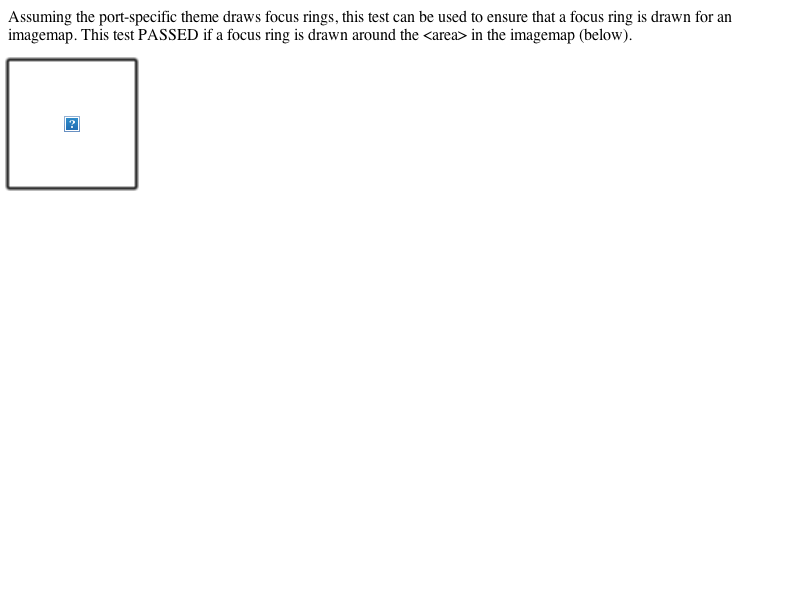 Assuming the port-specific theme draws focus rings, this test can be used to ensure that a focus ring is drawn for an
imagemap. This test PASSED if a focus ring is drawn around the <area> in the imagemap (below).
?